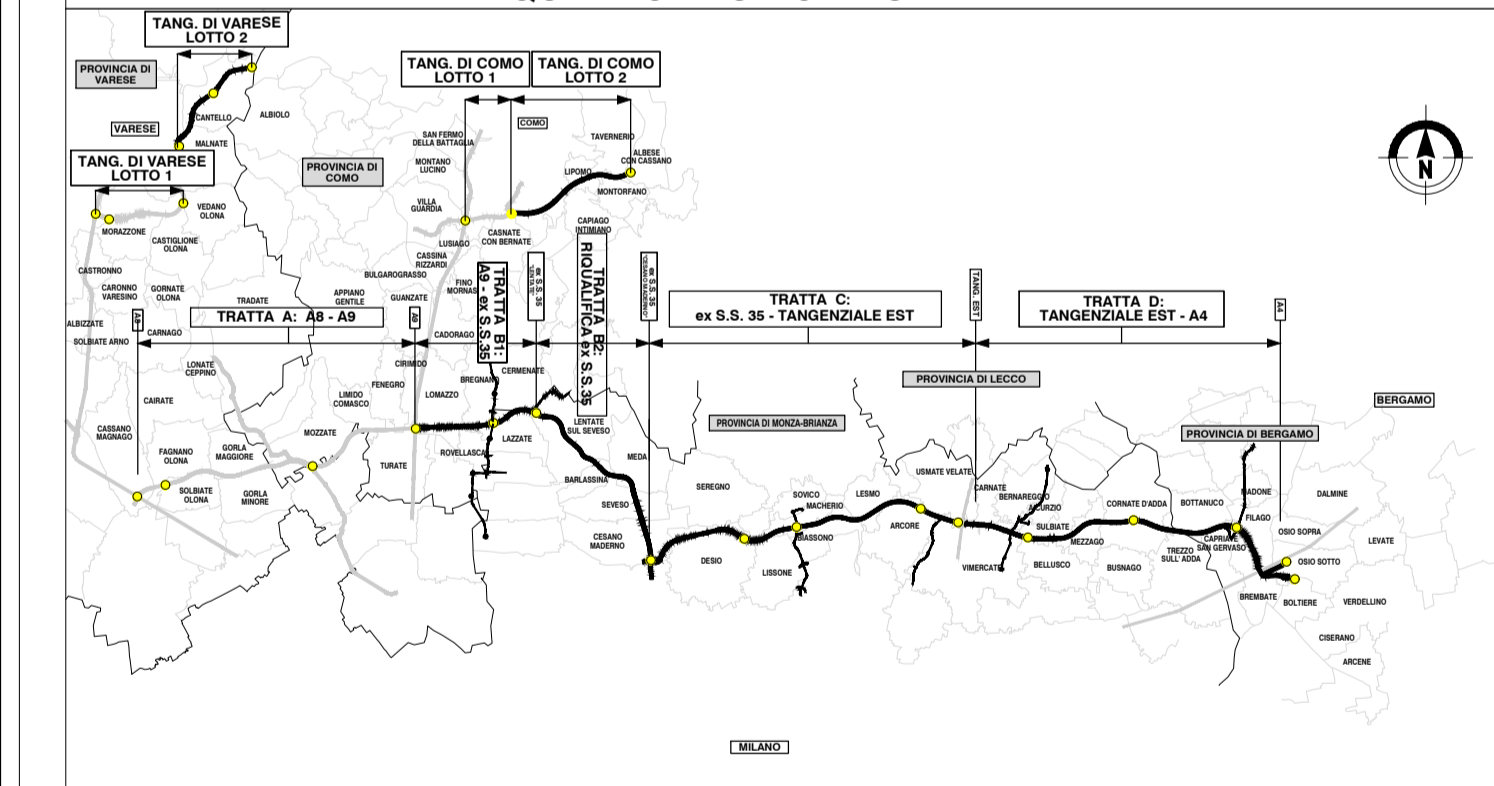 TANG. DI VARESE
LOTTO 2
PROVINCIA DI
VARESE
TANG. DI COMO
LOTTO 1
TANG. DI COMO
LOTTO 2
CANTELLO
ALBIOLO
VARESE
MALNATE
COMO
SAN FERMO
DELLA BATTAGLIA
TAVERNERIO
ALBESE
CON CASSANO
TANG. DI VARESE
LOTTO 1
PROVINCIA DI
COMO
MONTANO
LUCINO
LIPOMO
MONTORFANO
N
VILLA
GUARDIA
VEDANO
OLONA
MORAZZONE
CASTIGLIONE
OLONA
LUSIAGO
CASNATE
CON BERNATE
CAPIAGO
INTIMIANO
CASSINA
RIZZARDI
BULGAROGRASSO
CASTRONNO
CARONNO
VARESINO
GORNATE
OLONA
TRADATE
APPIANO
GENTILE
GUANZATE
FINO
MORNAS
TRATTA B1:
A9 - ex S.S.35
ex S.S. 35
"LENTATE"
TRATTA B2:
RIQUALIFICA ex S.S.35
ex S.S. 35
"CESANO MADERNO"
TRATTA C:
ex S.S. 35 - TANGENZIALE EST
TANG. EST
TRATTA D:
TANGENZIALE EST - A4
A4
ALBIZZATE
SOLBIATE ARNO
A8
CARNAGO
TRATTA A: A8 - A9
A9
CADORAGO
LONATE
CEPPINO
CIRIMIDO
FENEGRO
LOMAZZO
BREGNANO
CERMENATE
PROVINCIA DI LECCO
CAIRATE
LIMIDO
COMASCO
BERGAMO
CASSANO
MAGNAGO
FAGNANO
OLONA
GORLA
MAGGIORE
MOZZATE
TURATE
ROVELLASCA
LAZZATE
LENTATE
SUL SEVESO
MEDA
PROVINCIA DI MONZA-BRIANZA
PROVINCIA DI BERGAMO
SOLBIATE
OLONA
GORLA
MINORE
BARLASSINA
SEVESO
SEREGNO
SOVICO
MACHERIO
LESMO
USMATE VELATE
CARNATE
BERNAREGGIO
AICURZIO
SULBIATE
CORNATE D'ADDA
BOTTANUCO
MADONE
DALMINE
FILAGO
CESANO
MADERNO
DESIO
BIASSONO
LISSONE
ARCORE
VIMERCATE
MEZZAGO
BELLUSCO
BUSNAGO
TREZZO
SULL' ADDA
CAPRIATE
SAN GERVASO
OSIO SOPRA
LEVATE
OSIO SOTTO
BREMBATE
BOLTIERE
VERDELLINO
CISERANO
ARCENE
MILANO